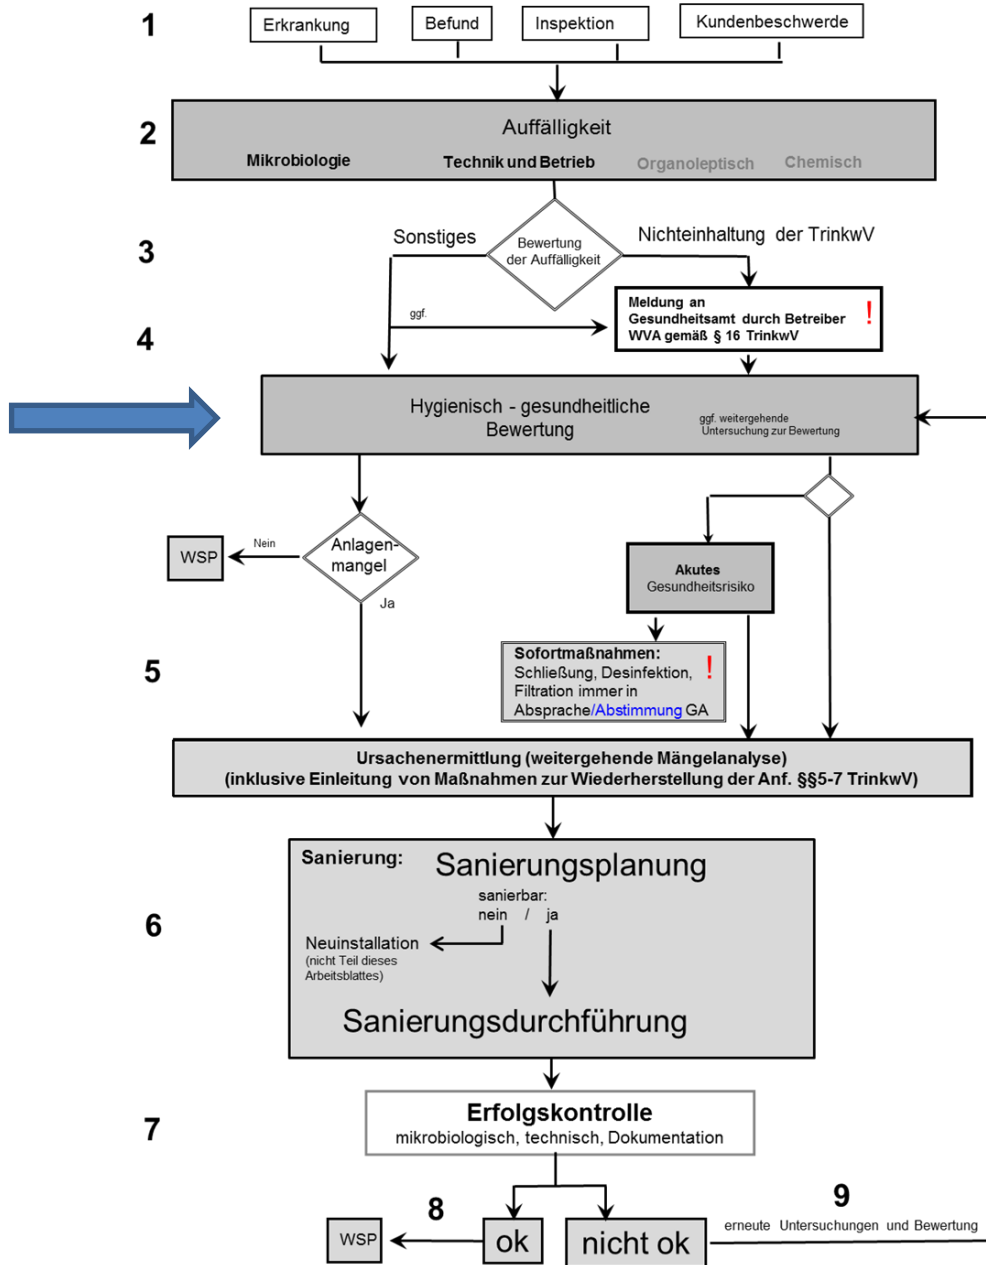 1
Erkrankung
Befund
Inspektion
Kundenbeschwerde
2
Auffälligkeit
Mikrobiologie
Technik und Betrieb
Organoleptisch
Chemisch
3
Sonstiges
Bewertung
der Auffälligkeit
Nichteinhaltung der TrinkwV
4
ggf.
Meldung an
Gesundheitsamt durch Betreiber
WVA gemäß § 16 TrinkwV
!
Hygienisch - gesundheitliche
Bewertung
ggf. weitergehende
Untersuchung zur Bewertung
WSP
Nein
Anlagen-
mangel
Ja
Akutes
Gesundheitsrisiko
5
Sofortmaßnahmen:
Schließung, Desinfektion,
Filtration immer in
Absprache/Abstimmung GA
!
Ursachenermittlung (weitergehende Mängelanalyse)
(inklusive Einleitung von Maßnahmen zur Wiederherstellung der Anf. §§5-7 TrinkwV)
6
Sanierung:
Sanierungsplanung
sanierbar:
nein / ja
Neuinstallation
(nicht Teil dieses
Arbeitsblattes)
Sanierungsdurchführung
7
Erfolgskontrolle
mikrobiologisch, technisch, Dokumentation
8
9
WSP
ok
nicht ok
erneute Untersuchungen und Bewertung